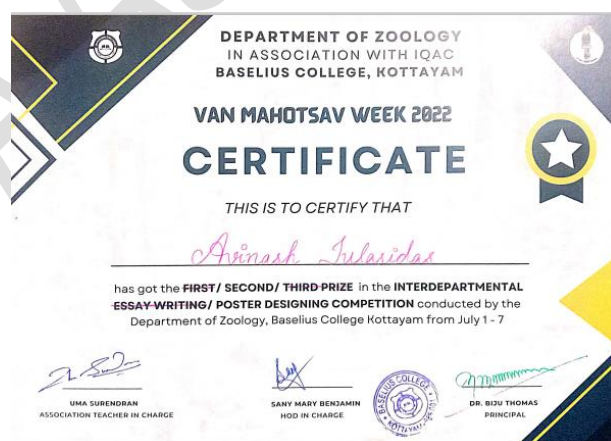 DEPARTMENT OF ZOOLOGY
IN ASSOCIATION WITH IQAC
BASELIUS COLLEGE, KOTTAYAM
VAN MAHOTSAV WEEK 2022
CERTIFICATE
THIS IS TO CERTIFY THAT
Avinash Tulasidas
has got the FIRST/ SECOND/ THIRD PRIZE in the INTERDEPARTMENTAL
ESSAY WRITING/ POSTER DESIGNING COMPETITION conducted by the
Department of Zoology, Baselius College Kottayam from July 1 - 7
UMA SURENDRAN
ASSOCIATION TEACHER IN CHARGE
SANY MARY BENJAMIN
HOD IN CHARGE
BASELIUS COLLEGE
DR. BIJU THOMAS
PRINCIPAL